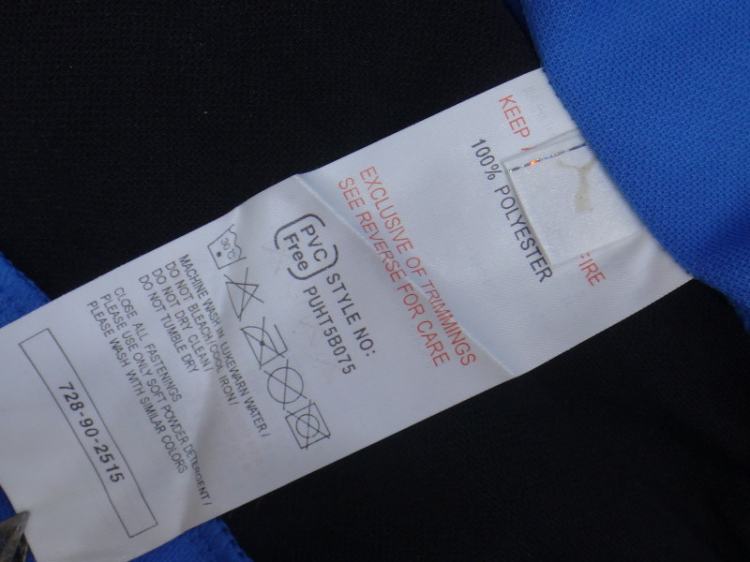 KEEP
FIRE
100% POLYESTER
EXCLUSIVE OF TRIMMINGS
SEE REVERSE FOR CARE
STYLE NO:
PUHT5B075
PVC
Free
30°C
MACHINE WASH IN LUKEWARN WATER/
DO NOT BLEACH/COOL IRON/
DO NOT DRY CLEAN/
DO NOT TUMBLE DRY
CLOSE ALL FASTENINGS
PLEASE USE ONLY SOFT POWDER DETERGENT/
PLEASE WASH WITH SIMILAR COLORS
728-90-2515